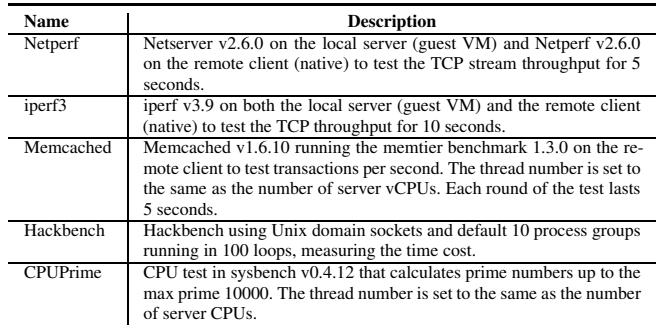 Name Description
Netperf Netserver v2.6.0 on the local server (guest VM) and Netperf v2.6.0
on the remote client (native) to test the TCP stream throughput for 5
seconds.
iperf3 iperf v3.9 on both the local server (guest VM) and the remote client
(native) to test the TCP throughput for 10 seconds.
Memcached Memcached v1.6.10 running the memtier benchmark 1.3.0 on the re-
mote client to test transactions per second. The thread number is set to
the same as the number of server vCPUs. Each round of the test lasts
5 seconds.
Hackbench Hackbench using Unix domain sockets and default 10 process groups
running in 100 loops, measuring the time cost.
CPUPrime CPU test in sysbench v0.4.12 that calculates prime numbers up to the
max prime 10000. The thread number is set to the same as the number
of server CPUs.